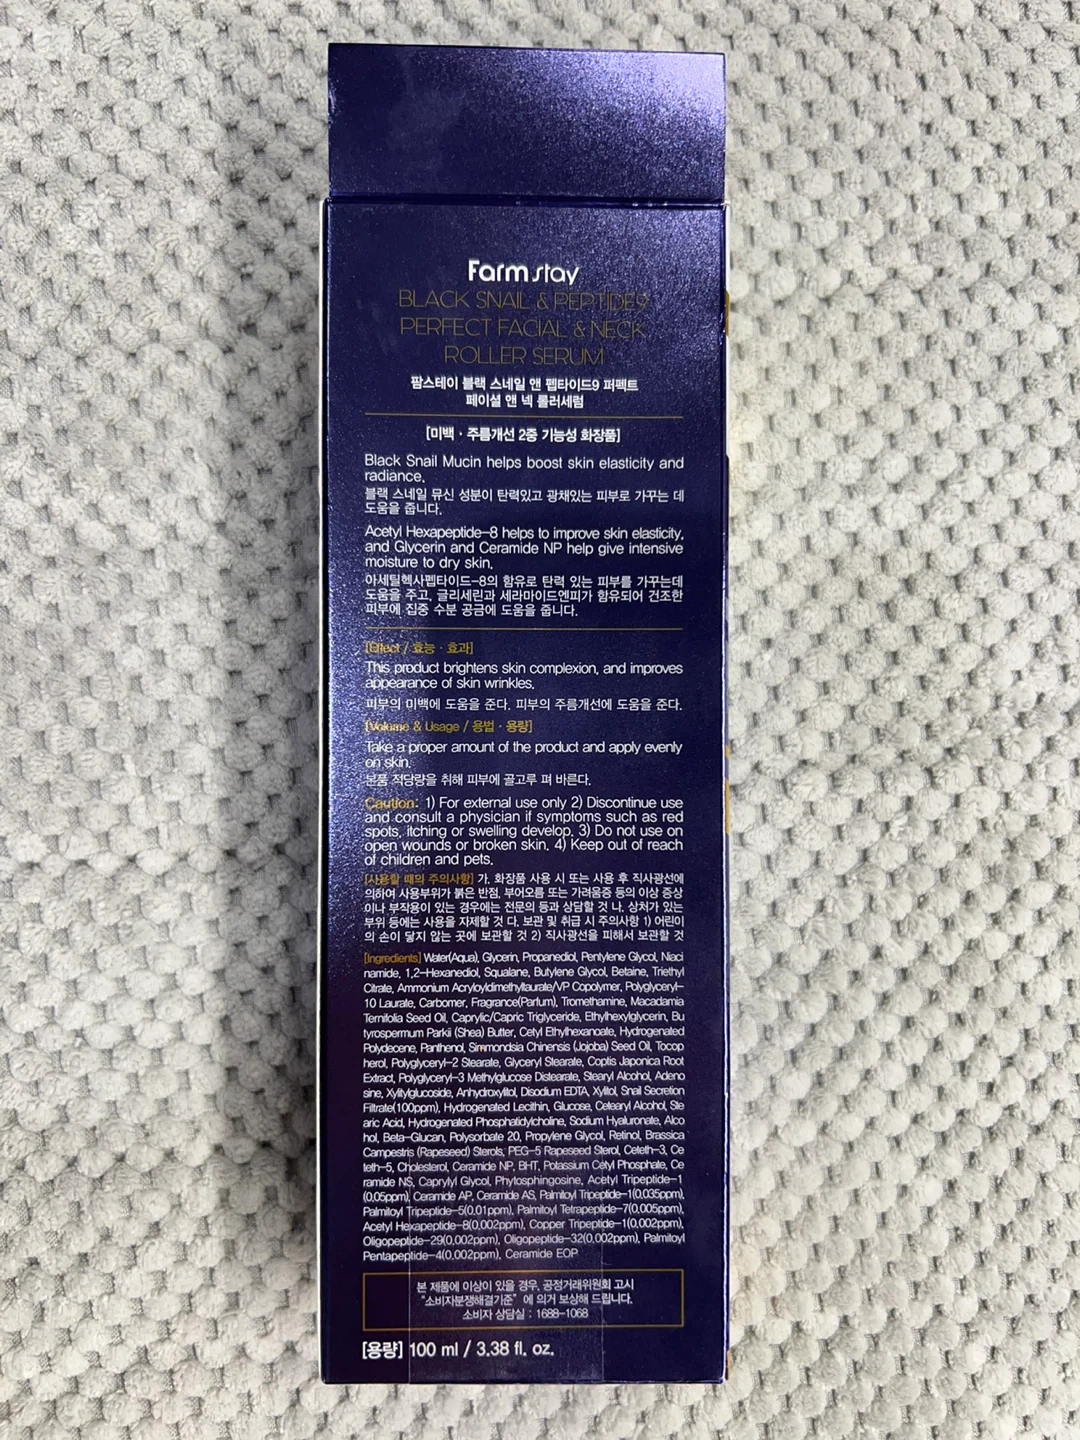 Farm stay
BLACK SNAIL & PEPTIDE9
PERFECT FACIAL & NECK
ROLLER SERUM
팜스테이 블랙 스네일 앤 펩타이드9 퍼펙트
페이셜 앤 넥 롤러세럼
[미백 · 주름개선 2중 기능성 화장품]
Black Snail Mucin helps boost skin elasticity and
radiance.
블랙 스네일 뮤신 성분이 탄력있고 광채있는 피부로 가꾸는 데
도움을 줍니다.
Acetyl Hexapeptide-8 helps to improve skin elasticity,
and Glycerin and Ceramide NP help give intensive
moisture to dry skin.
아세틸헥사펩타이드-8의 함유로 탄력 있는 피부를 가꾸는데
도움을 주고, 글리세린과 세라마이드엔피가 함유되어 건조한
피부에 집중 수분 공급에 도움을 줍니다.
[Effect / 효능 · 효과]
This product brightens skin complexion, and improves
appearance of skin wrinkles.
피부의 미백에 도움을 준다. 피부의 주름개선에 도움을 준다.
[Volume & Usage / 용법 · 용량]
Take a proper amount of the product and apply evenly
on skin.
본품 적당량을 취해 피부에 골고루 펴 바른다.
Caution: 1) For external use only 2) Discontinue use
and consult a physician if symptoms such as red
spots, itching or swelling develop. 3) Do not use on
open wounds or broken skin. 4) Keep out of reach
of children and pets.
[사용할 때의 주의사항] 가. 화장품 사용 시 또는 사용 후 직사광선에
의하여 사용부위가 붉은 반점, 부어오름 또는 가려움증 등의 이상 증상
이나 부작용이 있는 경우에는 전문의 등과 상담할 것 나. 상처가 있는
부위 등에는 사용을 자제할 것 다. 보관 및 취급 시 주의사항 1) 어린이
의 손이 닿지 않는 곳에 보관할 것 2) 직사광선을 피해서 보관할 것
[Ingredients] Water(Aqua), Glycerin, Propanediol, Pentylene Glycol, Niaci
namide, 1,2-Hexanediol, Squalane, Butylene Glycol, Betaine, Triethyl
Citrate, Ammonium Acryloyldimethyltaurate/VP Copolymer, Polyglyceryl-
10 Laurate, Carbomer, Fragrance(Parfum), Tromethamine, Macadamia
Ternifolia Seed Oil, Caprylic/Capric Triglyceride, Ethylhexylglycerin, Bu
tyrospermum Parkii (Shea) Butter, Cetyl Ethylhexanoate, Hydrogenated
Polydecene, Panthenol, Simmondsia Chinensis (Jojoba) Seed Oil, Tocop
herol, Polyglyceryl-2 Stearate, Glyceryl Stearate, Coptis Japonica Root
Extract, Polyglyceryl-3 Methylglucose Distearate, Stearyl Alcohol, Adeno
sine, Xylitylglucoside, Anhydroxylitol, Disodium EDTA, Xylitol, Snail Secretion
Filtrate(100ppm), Hydrogenated Lecithin, Glucose, Cetearyl Alcohol, Ste
aric Acid, Hydrogenated Phosphatidylcholine, Sodium Hyaluronate, Alco
hol, Beta-Glucan, Polysorbate 20, Propylene Glycol, Retinol, Brassica
Campestris (Rapeseed) Sterols, PEG-5 Rapeseed Sterol, Ceteth-3, Ce
teth-5, Cholesterol, Ceramide NP, BHT, Potassium Cetyl Phosphate, Ce
ramide NS, Caprylyl Glycol, Phytosphingosine, Acetyl Tripeptide-1
(0.05ppm), Ceramide AP, Ceramide AS, Palmitoyl Tripeptide-1(0.035ppm),
Palmitoyl Tripeptide-5(0.01ppm), Palmitoyl Tetrapeptide-7(0.005ppm),
Acetyl Hexapeptide-8(0.002ppm), Copper Tripeptide-1(0.002ppm),
Oligopeptide-29(0.002ppm), Oligopeptide-32(0.002ppm), Palmitoyl
Pentapeptide-4(0.002ppm), Ceramide EOP
본 제품에 이상이 있을 경우, 공정거래위원회 고시
"소비자분쟁해결기준" 에 의거 보상해 드립니다.
소비자 상담실 : 1688-1068
[용량] 100 ml / 3.38 fl. oz.